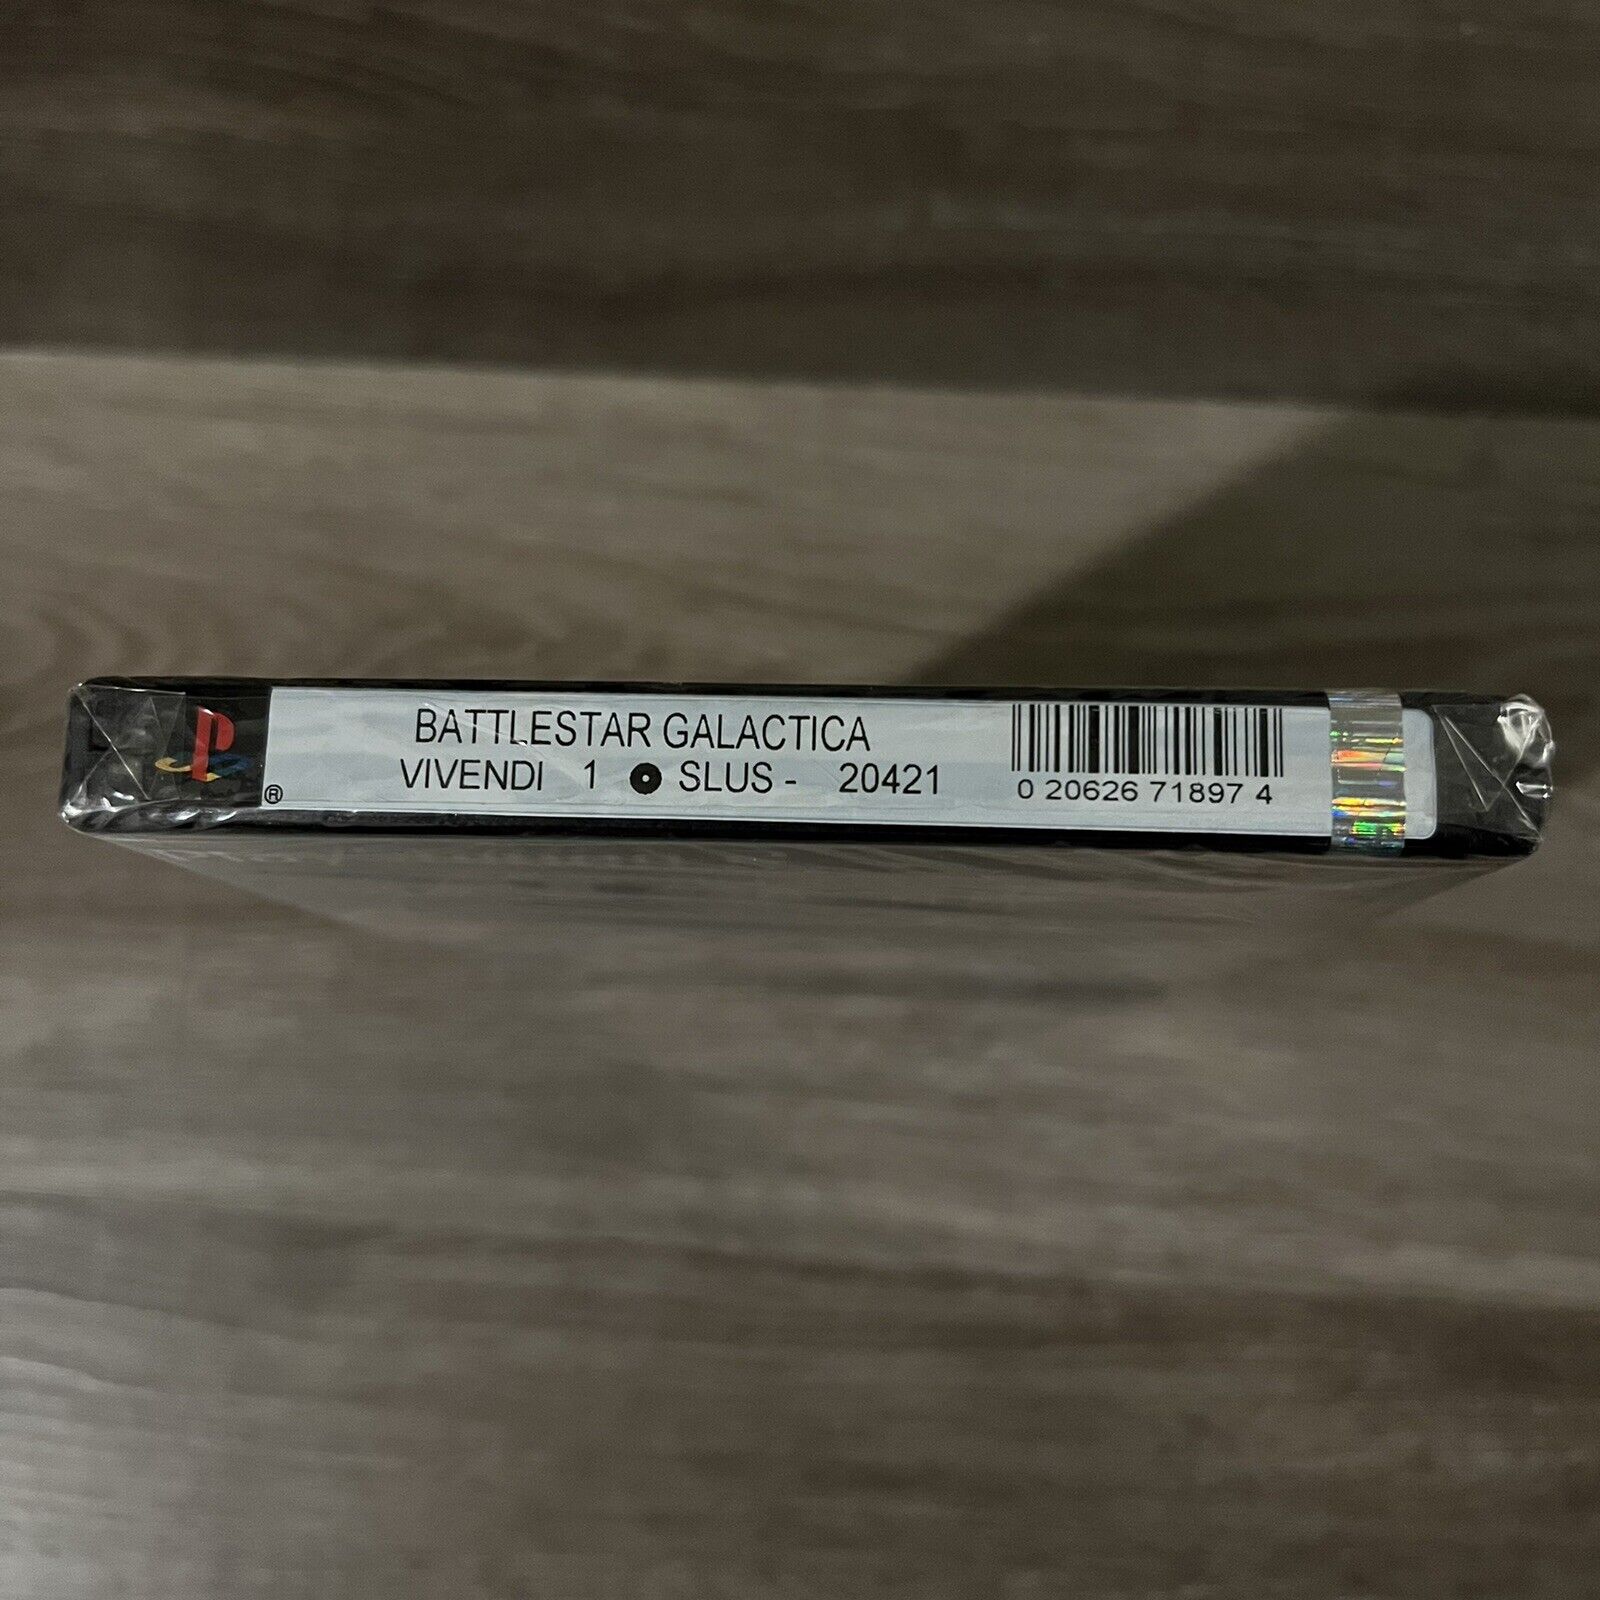 BATTLESTAR GALACTICA
VIVENDI 1 SLUS - 20421
0 20626 71897 4
®